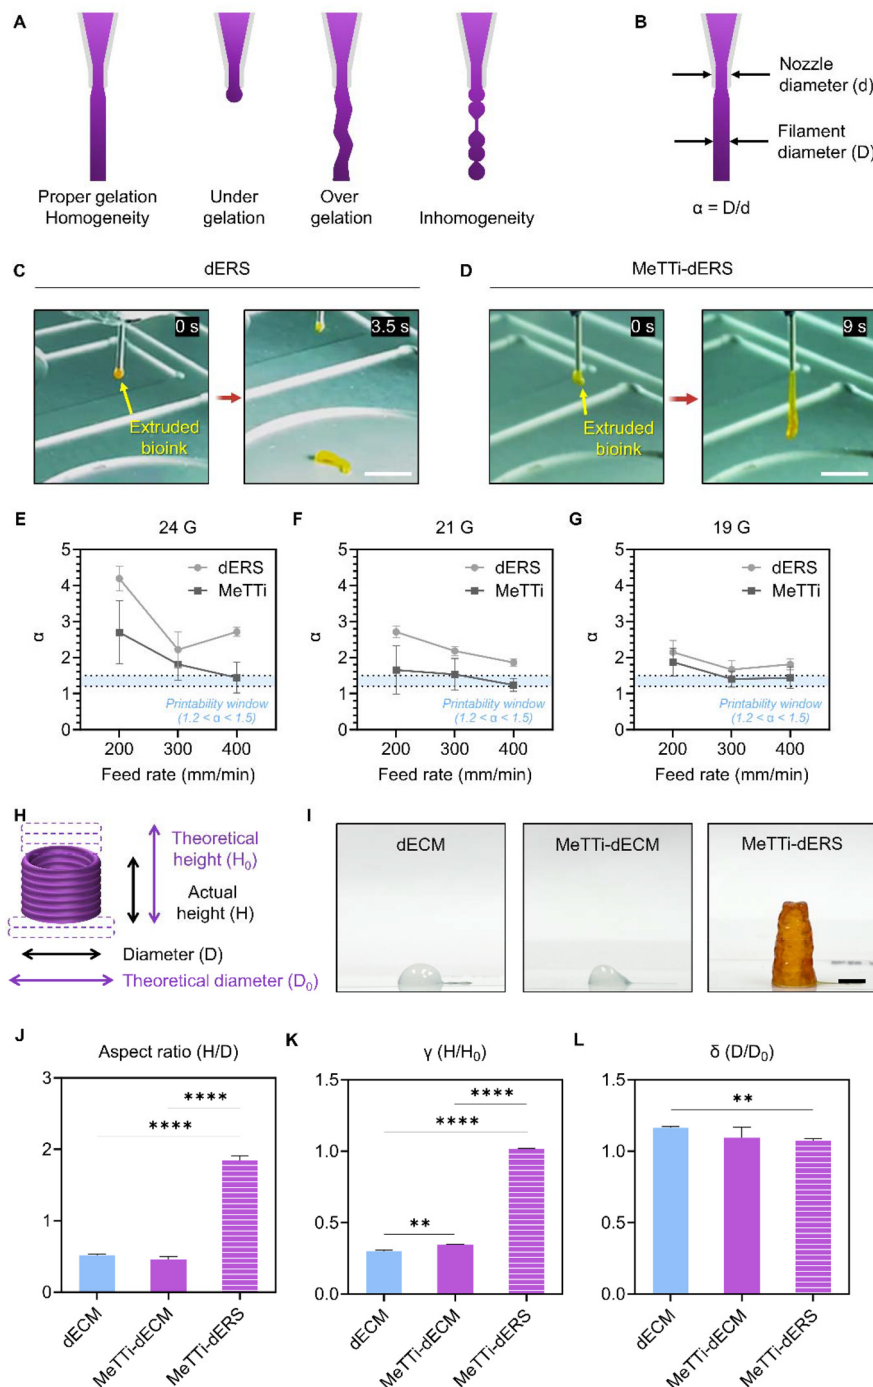 A
Proper gelation
Homogeneity
Under
gelation
Over
gelation
Inhomogeneity
B
Nozzle
diameter (d)
Filament
diameter (D)
α = D/d
C
dERS
0 s
Extruded
bioink
3.5 s
D
MeTTi-dERS
0 s
Extruded
bioink
9 s
E
24 G
α
5
4
3
2
1
0
dERS
MeTTi
Printability window
(1.2 < α < 1.5)
200 300 400
Feed rate (mm/min)
F
21 G
α
5
4
3
2
1
0
dERS
MeTTi
Printability window
(1.2 < α < 1.5)
200 300 400
Feed rate (mm/min)
G
19 G
α
5
4
3
2
1
0
dERS
MeTTi
Printability window
(1.2 < α < 1.5)
200 300 400
Feed rate (mm/min)
H
Theoretical
height (H₀)
Actual
height (H)
Diameter (D)
Theoretical diameter (D₀)
I
dECM
MeTTi-dECM
MeTTi-dERS
J
Aspect ratio (H/D)
3
2
1
0
****
****
dECM
MeTTi-dECM
MeTTi-dERS
K
γ (H/H₀)
1.5
1.0
0.5
0.0
****
****
**
dECM
MeTTi-dECM
MeTTi-dERS
L
δ (D/D₀)
1.5
1.0
0.5
0.0
**
dECM
MeTTi-dECM
MeTTi-dERS